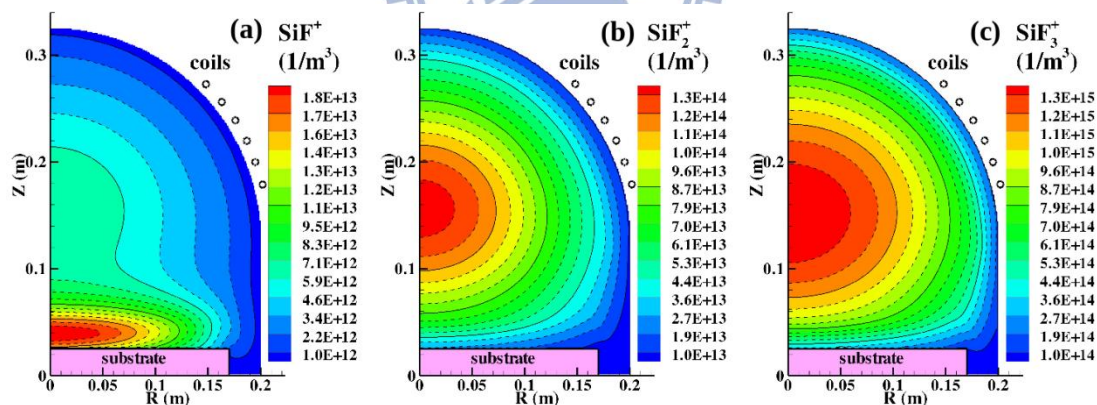 (a) SiF⁺
(1/m³)
coils
1.8E+13
1.7E+13
1.6E+13
1.4E+13
1.3E+13
1.2E+13
1.1E+13
9.5E+12
8.3E+12
7.1E+12
5.9E+12
4.6E+12
3.4E+12
2.2E+12
1.0E+12
Z (m)
0.3
0.2
0.1
0
substrate
0 0.05 0.1 0.15 0.2
R (m)
(b) SiF₂⁺
(1/m³)
coils
1.3E+14
1.2E+14
1.1E+14
1.0E+14
9.6E+13
8.7E+13
7.9E+13
7.0E+13
6.1E+13
5.3E+13
4.4E+13
3.6E+13
2.7E+13
1.9E+13
1.0E+13
Z (m)
0.3
0.2
0.1
0
substrate
0 0.05 0.1 0.15 0.2
R (m)
(c) SiF₃⁺
(1/m³)
coils
1.3E+15
1.2E+15
1.1E+15
1.0E+15
9.6E+14
8.7E+14
7.9E+14
7.0E+14
6.1E+14
5.3E+14
4.4E+14
3.6E+14
2.7E+14
1.9E+14
1.0E+14
Z (m)
0.3
0.2
0.1
0
substrate
0 0.05 0.1 0.15 0.2
R (m)